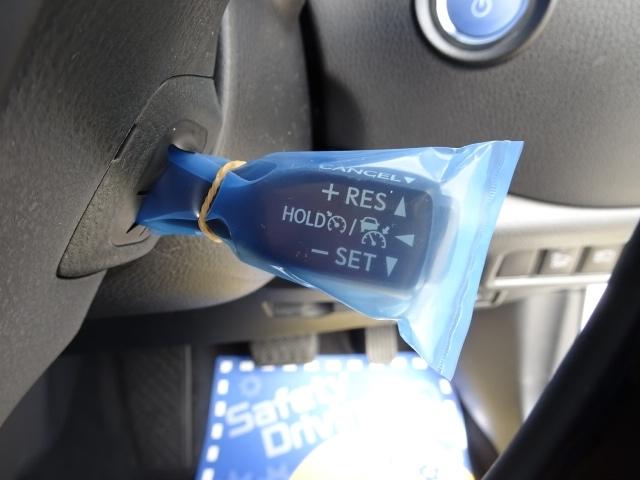 CANCEL▼
+ RES ▲
HOLD / ◀
− SET ▼
Safety
Driv